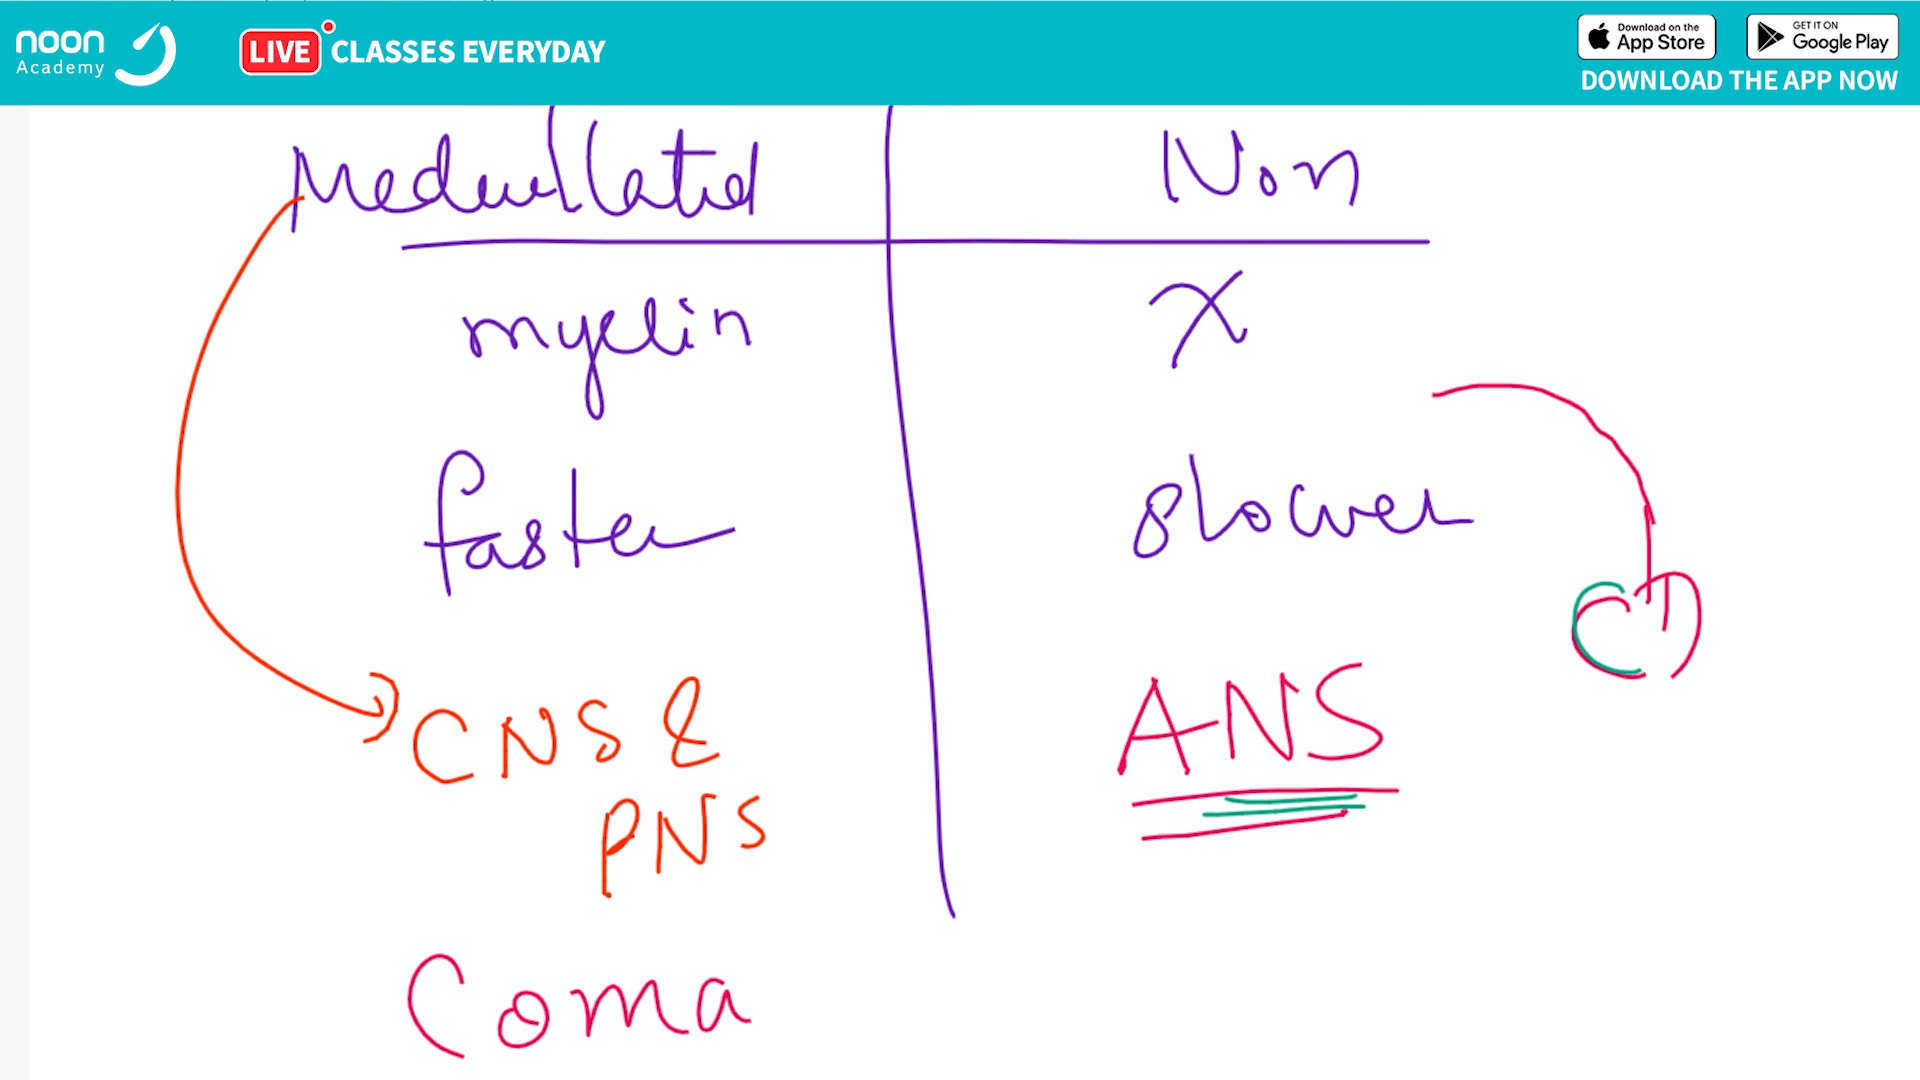 noon
Academy
LIVE CLASSES EVERYDAY
Download on the
App Store
GET IT ON
Google Play
DOWNLOAD THE APP NOW
Medullated Non
myelin X
faster slower
CNS & ANS
PNS
Coma